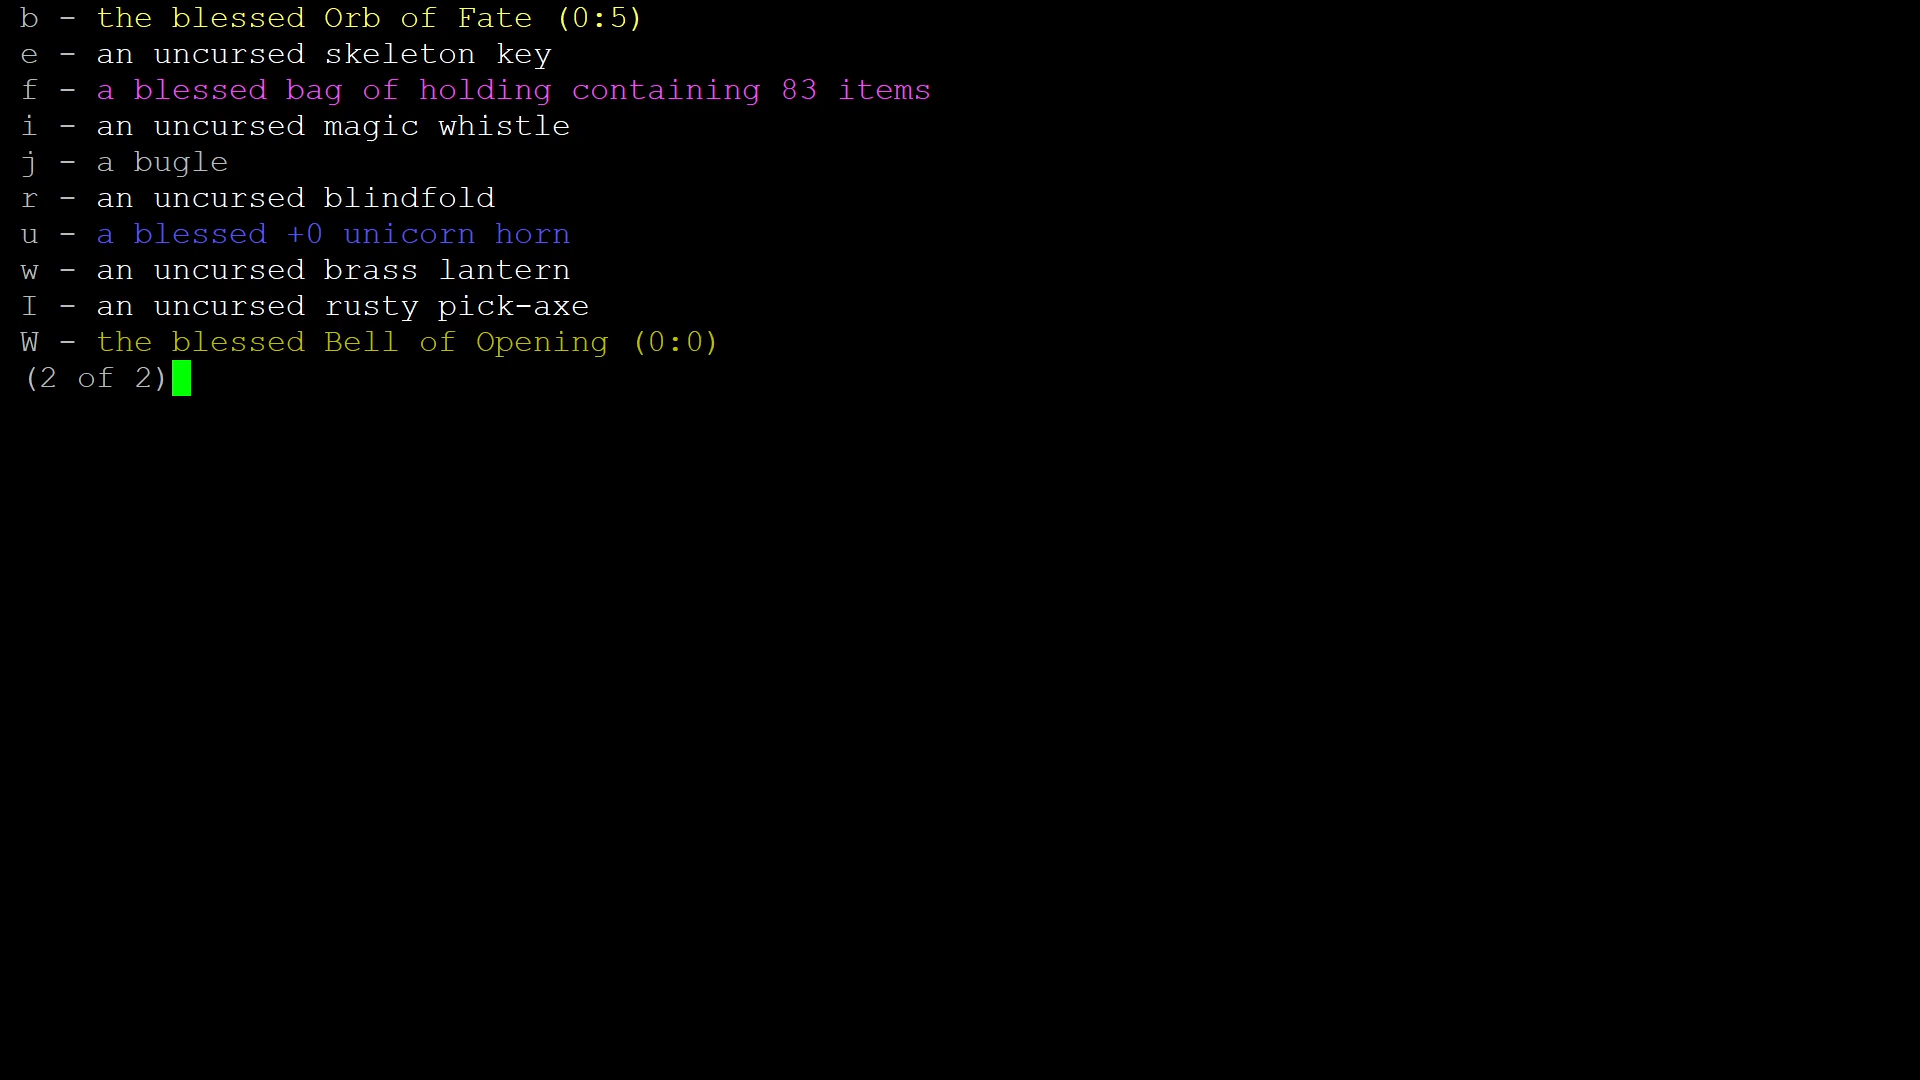 b - the blessed Orb of Fate (0:5)
e - an uncursed skeleton key
f - a blessed bag of holding containing 83 items
i - an uncursed magic whistle
j - a bugle
r - an uncursed blindfold
u - a blessed +0 unicorn horn
w - an uncursed brass lantern
I - an uncursed rusty pick-axe
W - the blessed Bell of Opening (0:0)
(2 of 2)